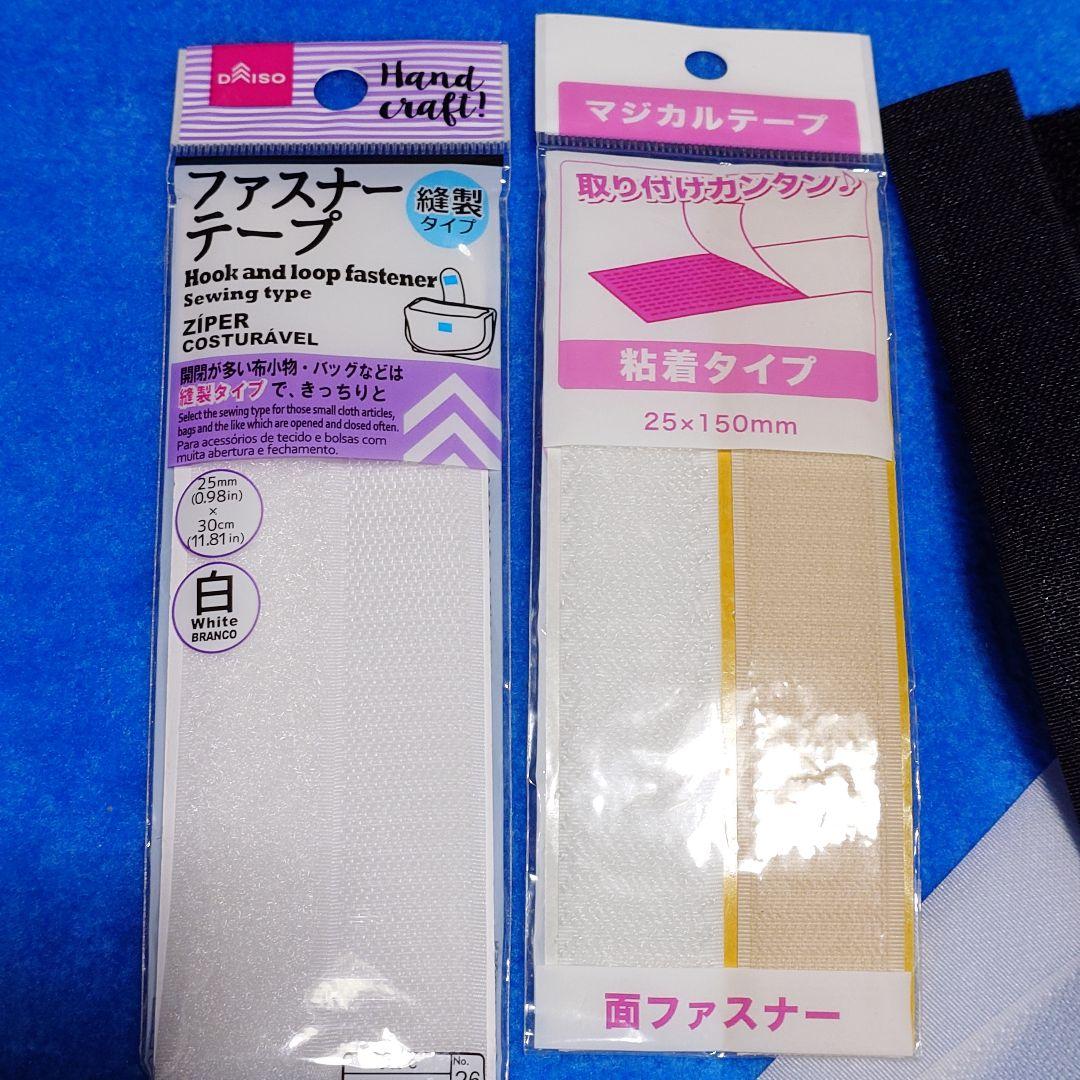 DAISO
Hand
craft!
ファスナー
テープ
縫製
タイプ
Hook and loop fastener
Sewing type
ZÍPER
COSTURÁVEL
開閉が多い布小物・バッグなどは
縫製タイプで、きっちりと
Select the sewing type for those small cloth articles,
bags and the like which are opened and closed often.
Para acessórios de tecido e bolsas com
muita abertura e fechamento.
25mm
(0.98in)
×
30cm
(11.81in)
白
White
BRANCO
No.
26
マジカルテープ
取り付けカンタン♪
粘着タイプ
25×150mm
面ファスナー